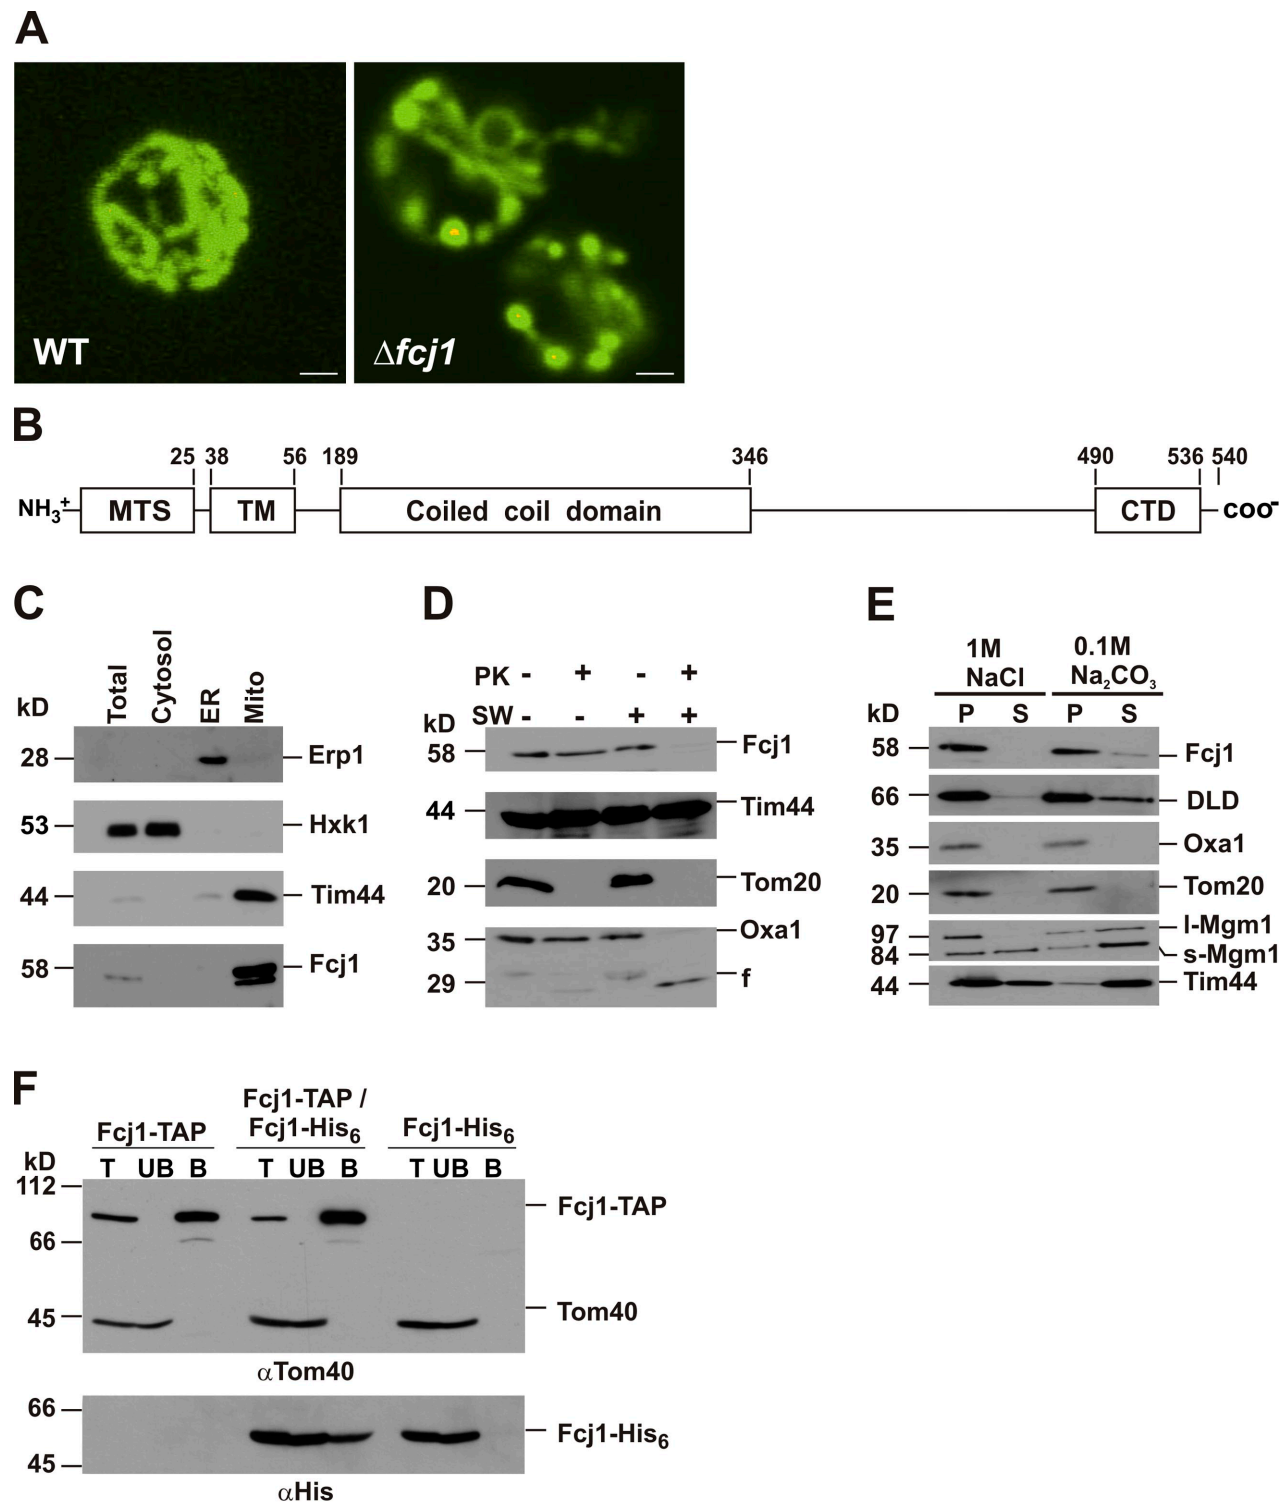 A
WT
Δfcj1
B
25 38 56 189 346 490 536 540
NH₃⁺ MTS TM Coiled coil domain CTD COO⁻
C
Total Cytosol ER Mito
kD
28 Erp1
53 Hxk1
44 Tim44
58 Fcj1
D
PK - + - +
SW - - + +
kD
58 Fcj1
44 Tim44
20 Tom20
35 Oxa1
29 f
E
1M NaCl
0.1M Na₂CO₃
kD P S P S
58 Fcj1
66 DLD
35 Oxa1
20 Tom20
97 l-Mgm1
84 s-Mgm1
44 Tim44
F
Fcj1-TAP
Fcj1-TAP /
Fcj1-His₆
Fcj1-His₆
kD T UB B T UB B T UB B
112
Fcj1-TAP
66
45 Tom40
αTom40
66
Fcj1-His₆
45
αHis